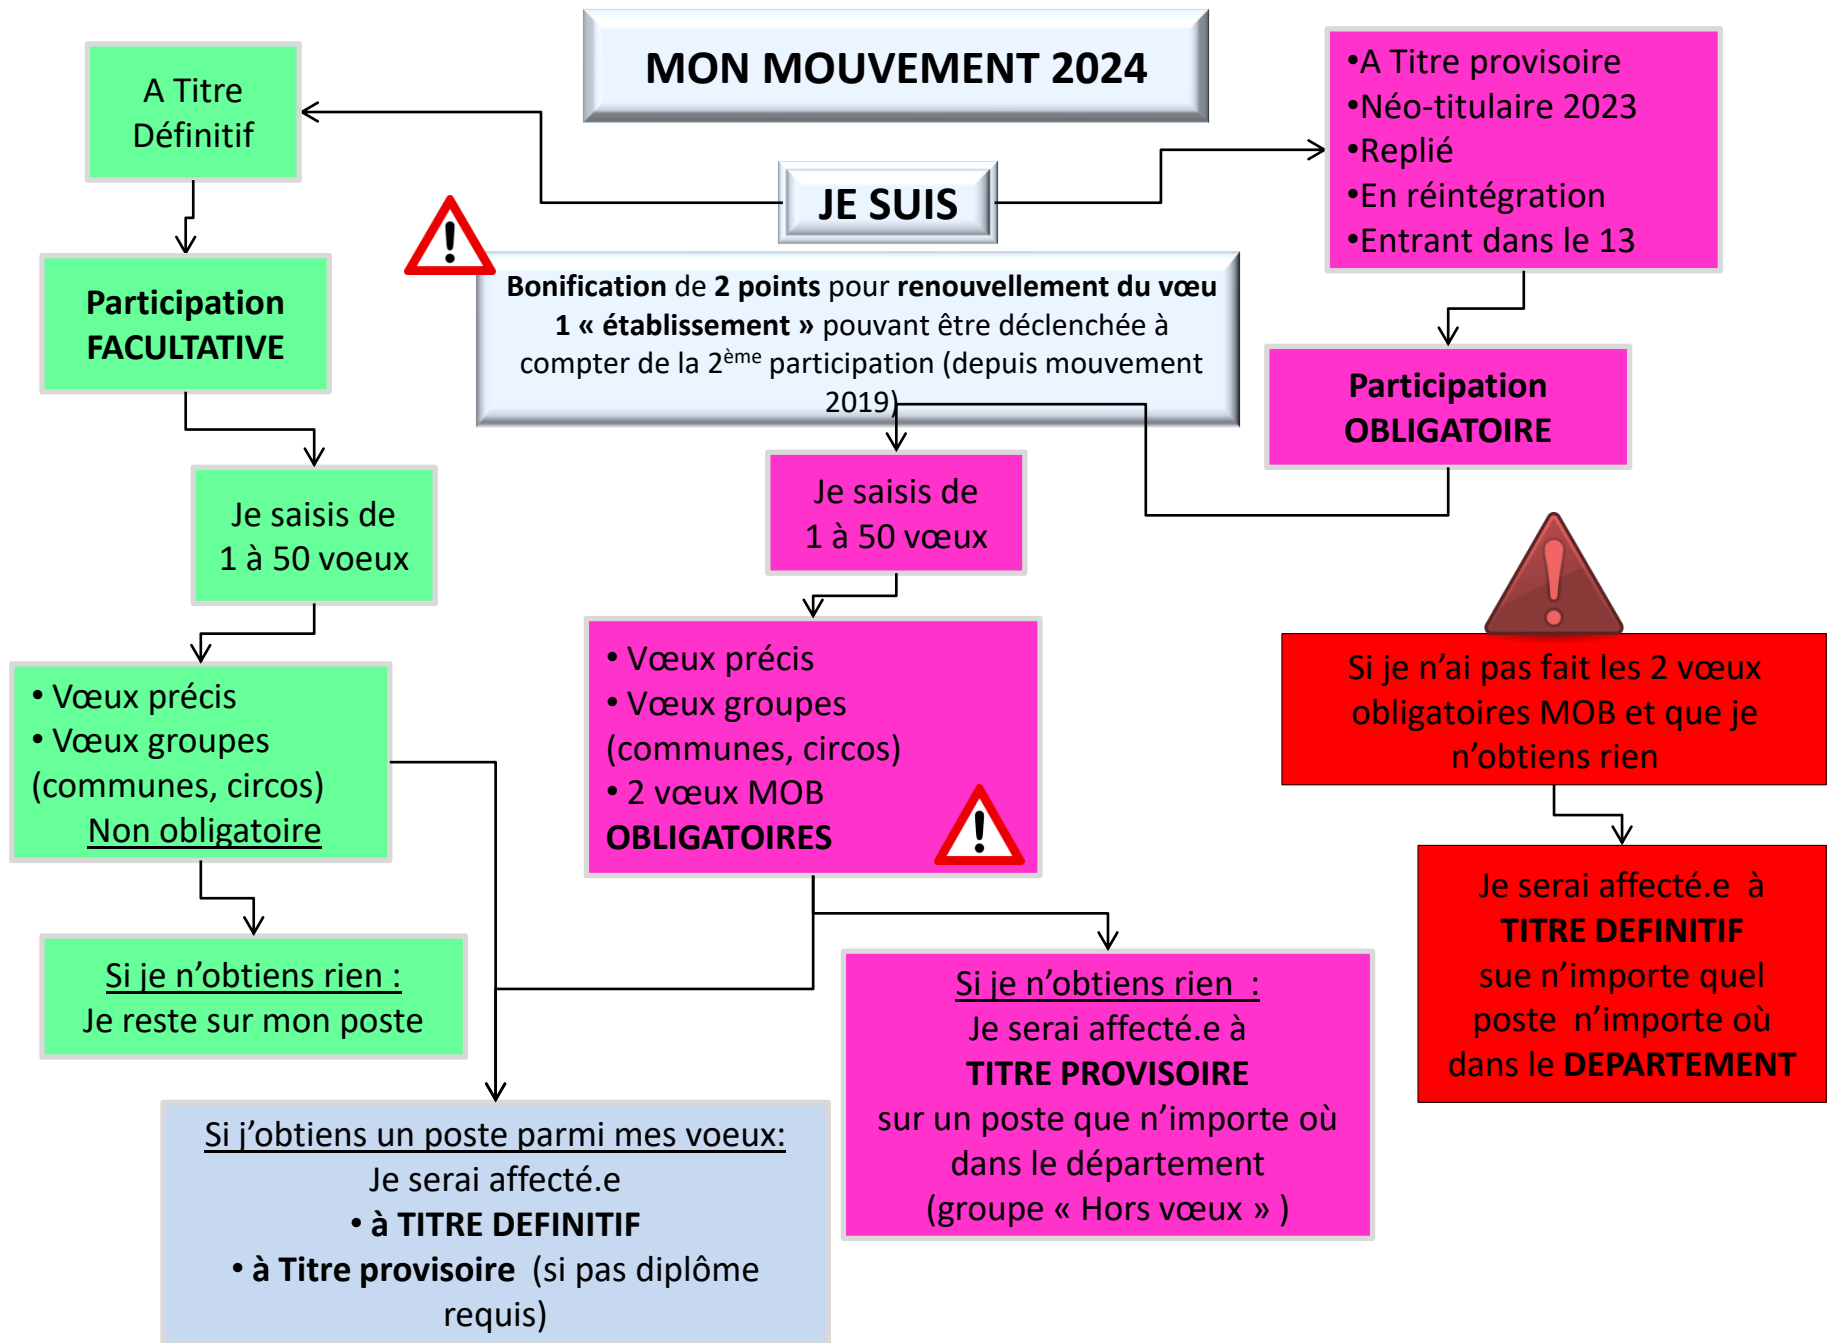 MON MOUVEMENT 2024
JE SUIS
A Titre
Définitif
•A Titre provisoire
•Néo-titulaire 2023
•Replié
•En réintégration
•Entrant dans le 13
Bonification de 2 points pour renouvellement du vœu
1 « établissement » pouvant être déclenchée à
compter de la 2ème participation (depuis mouvement
2019)
Participation
FACULTATIVE
Participation
OBLIGATOIRE
Je saisis de
1 à 50 voeux
Je saisis de
1 à 50 vœux
• Vœux précis
• Vœux groupes
(communes, circos)
Non obligatoire
• Vœux précis
• Vœux groupes
(communes, circos)
• 2 vœux MOB
OBLIGATOIRES
Si je n’ai pas fait les 2 vœux
obligatoires MOB et que je
n’obtiens rien
Si je n’obtiens rien :
Je reste sur mon poste
Si je n’obtiens rien :
Je serai affecté.e à
TITRE PROVISOIRE
sur un poste que n’importe où
dans le département
(groupe « Hors vœux » )
Je serai affecté.e à
TITRE DEFINITIF
sue n’importe quel
poste n’importe où
dans le DEPARTEMENT
Si j’obtiens un poste parmi mes voeux:
Je serai affecté.e
• à TITRE DEFINITIF
• à Titre provisoire (si pas diplôme
requis)